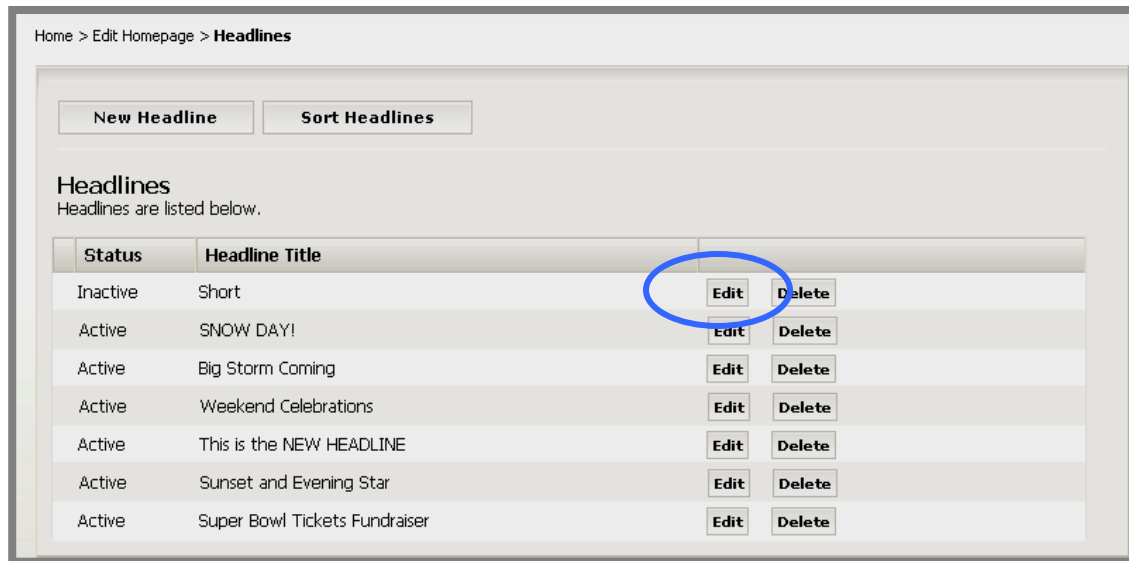 Home > Edit Homepage > Headlines
New Headline Sort Headlines
Headlines
Headlines are listed below.
Status Headline Title
Inactive Short Edit Delete
Active SNOW DAY! Edit Delete
Active Big Storm Coming Edit Delete
Active Weekend Celebrations Edit Delete
Active This is the NEW HEADLINE Edit Delete
Active Sunset and Evening Star Edit Delete
Active Super Bowl Tickets Fundraiser Edit Delete